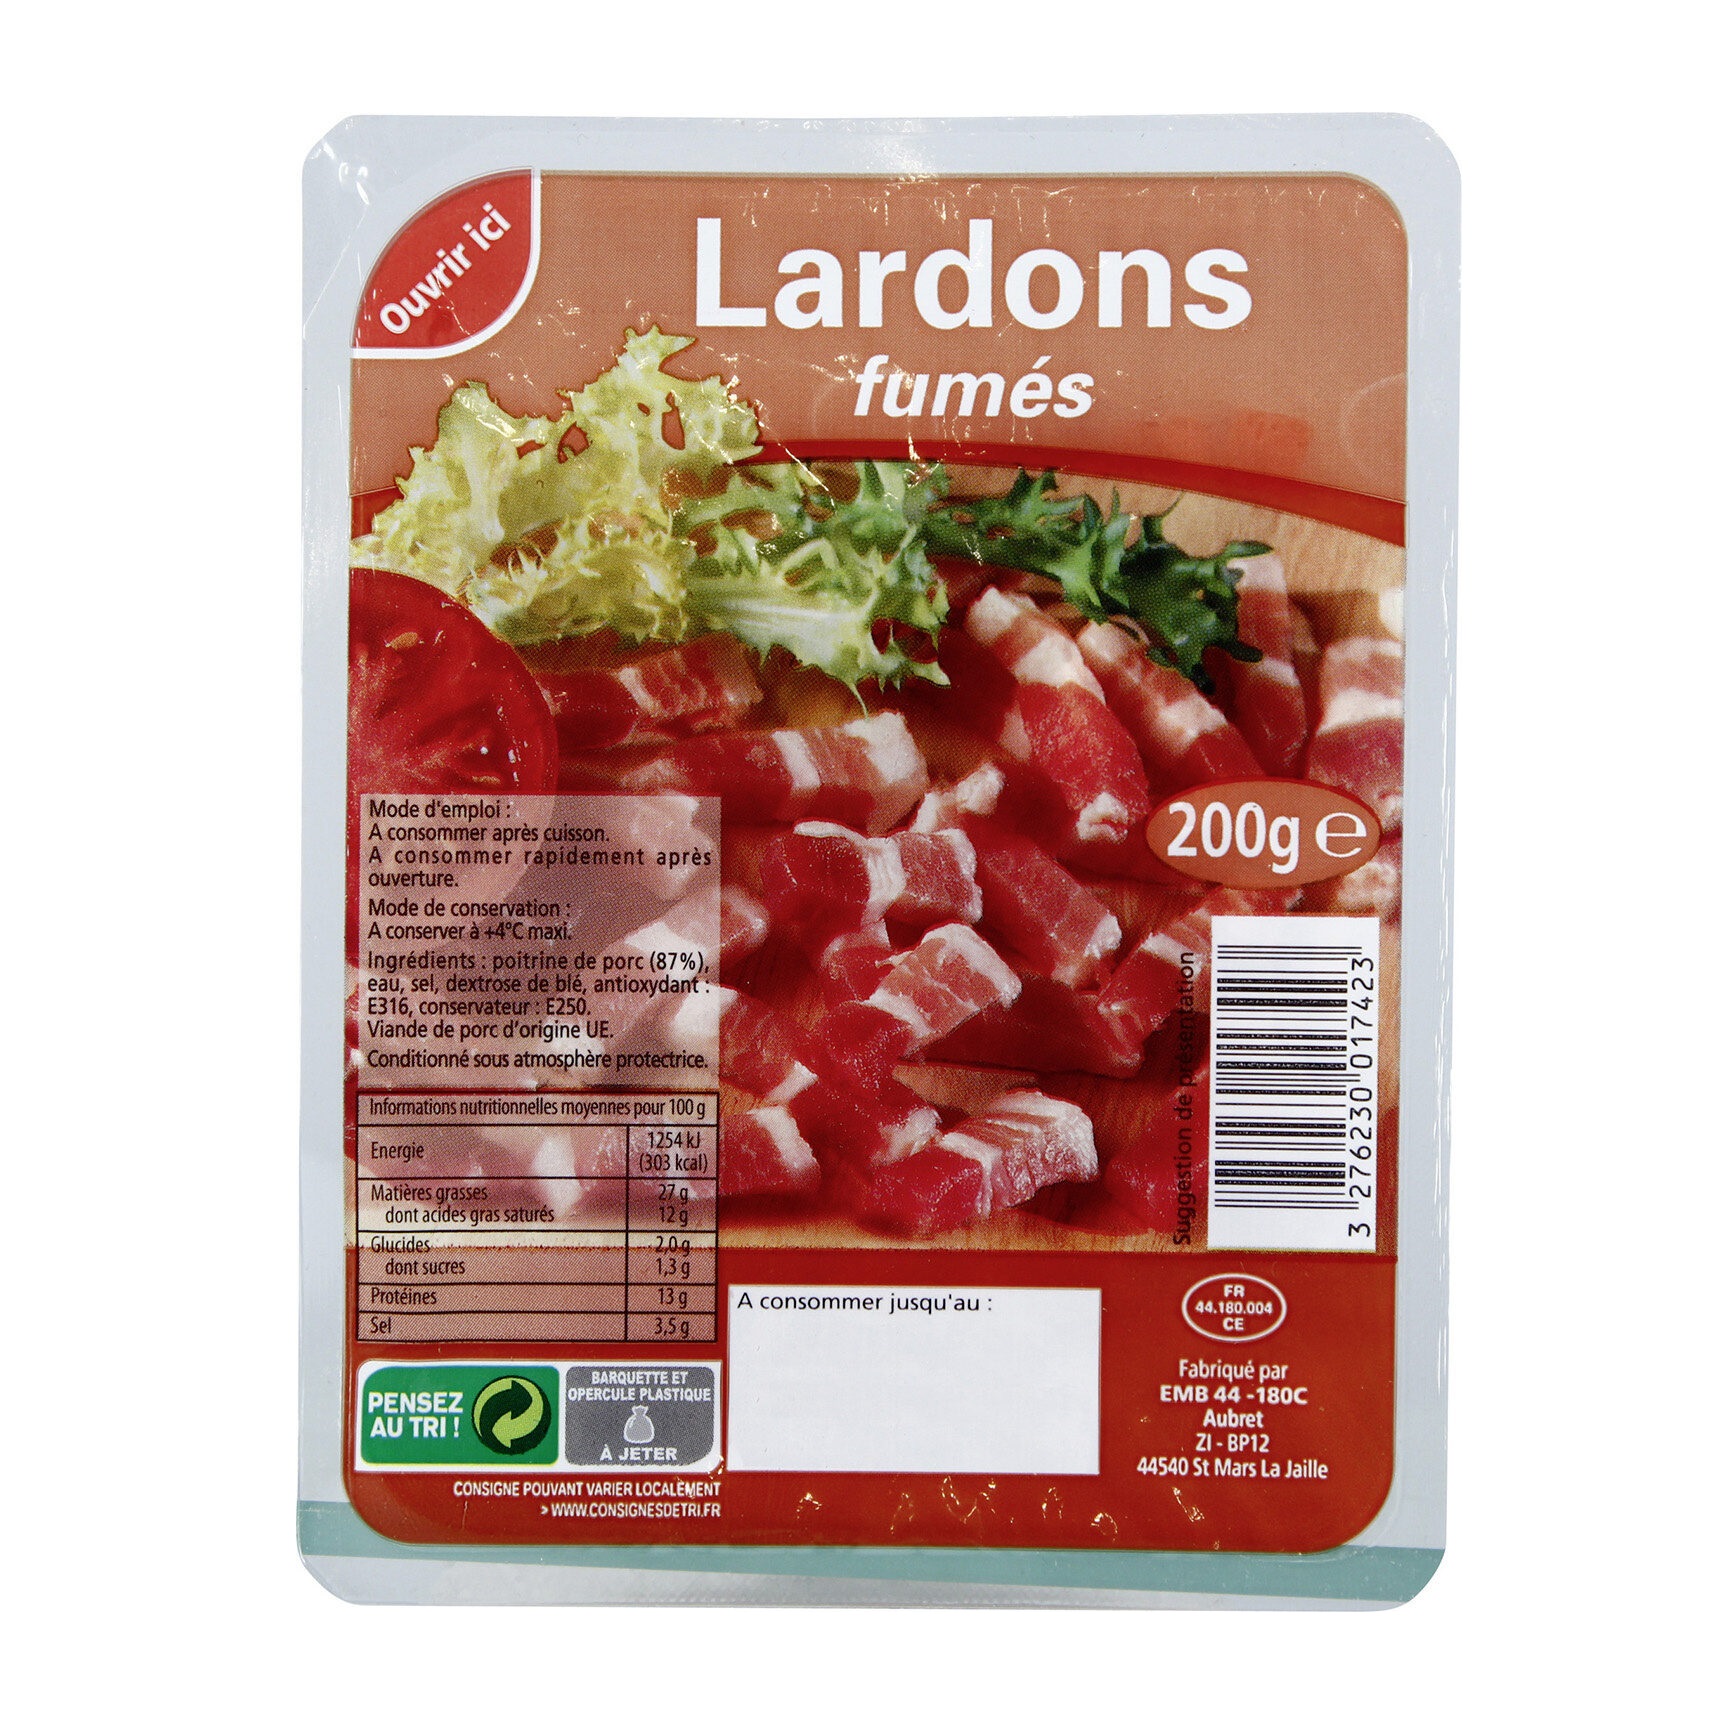 Ouvrir ici
Lardons
fumés
200g e
Mode d'emploi :
A consommer après cuisson.
A consommer rapidement après
ouverture.
Mode de conservation :
A conserver à +4°C maxi.
Ingrédients : poitrine de porc (87%),
eau, sel, dextrose de blé, antioxydant :
E316, conservateur : E250.
Viande de porc d'origine UE.
Conditionné sous atmosphère protectrice.
Informations nutritionnelles moyennes pour 100 g
Energie 1254 kJ
(303 kcal)
Matières grasses 27 g
dont acides gras saturés 12 g
Glucides 2,0 g
dont sucres 1,3 g
Protéines 13 g
Sel 3,5 g
PENSEZ
AU TRI !
BARQUETTE ET
OPERCULE PLASTIQUE
À JETER
CONSIGNE POUVANT VARIER LOCALEMENT
> WWW.CONSIGNESDETRI.FR
A consommer jusqu'au :
Suggestion de présentation
3 276230 017423
FR
44.180.004
CE
Fabriqué par
EMB 44 -180C
Aubret
ZI - BP12
44540 St Mars La Jaille